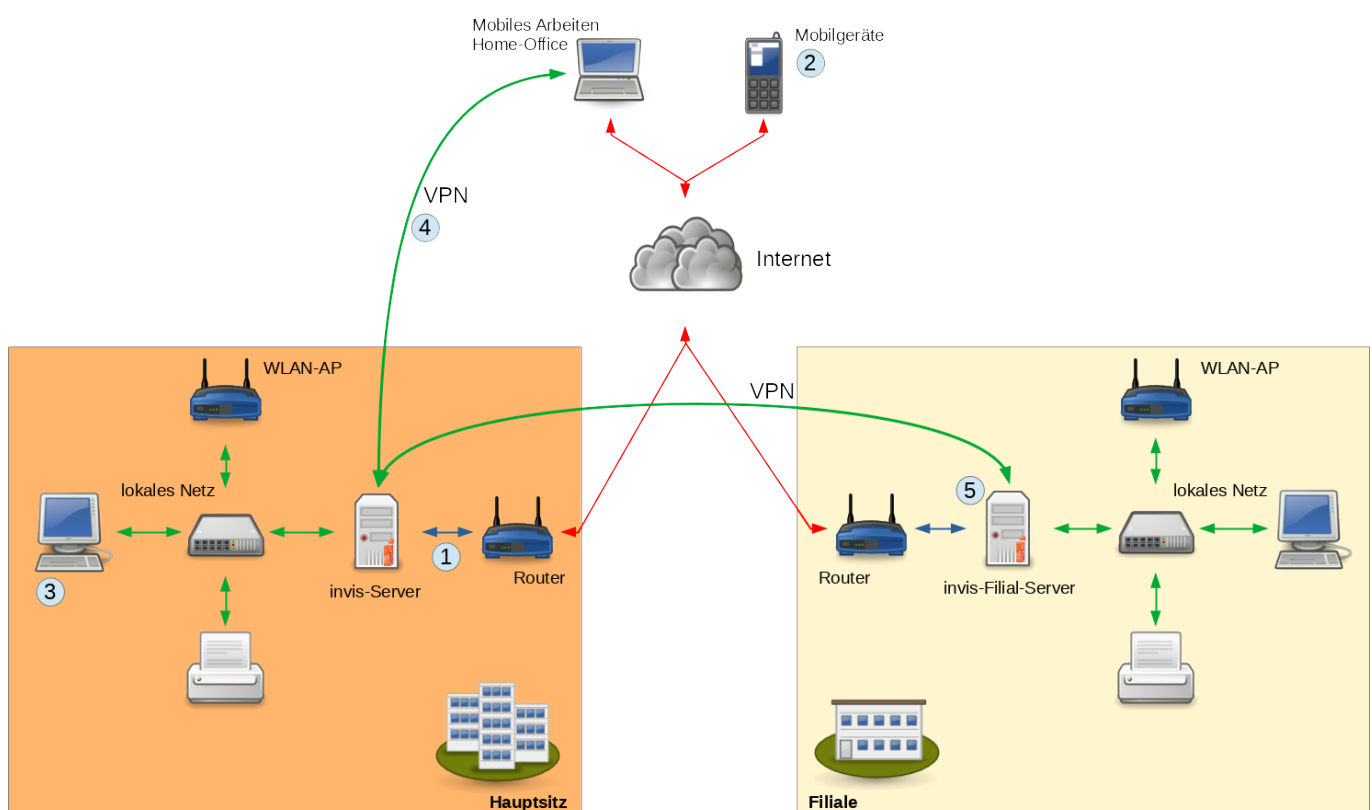 Mobiles Arbeiten
Home-Office
Mobilgeräte
2
VPN
4
Internet
WLAN-AP
VPN
WLAN-AP
lokales Netz
5
lokales Netz
1
3
Router
invis-Server
Router
invis-Filial-Server
Hauptsitz
Filiale